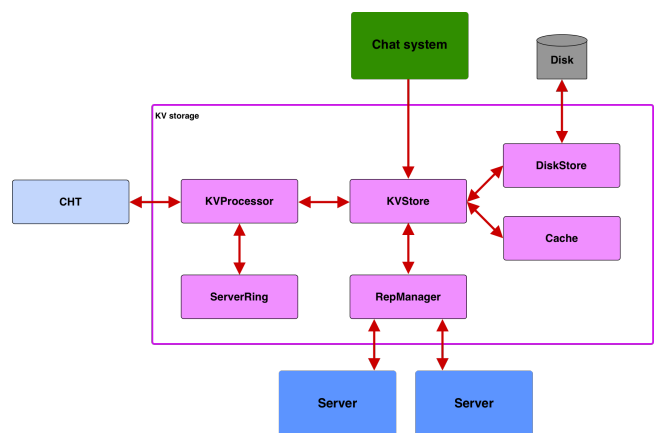 Chat system
Disk
KV storage
DiskStore
CHT
KVProcessor
KVStore
Cache
ServerRing
RepManager
Server
Server